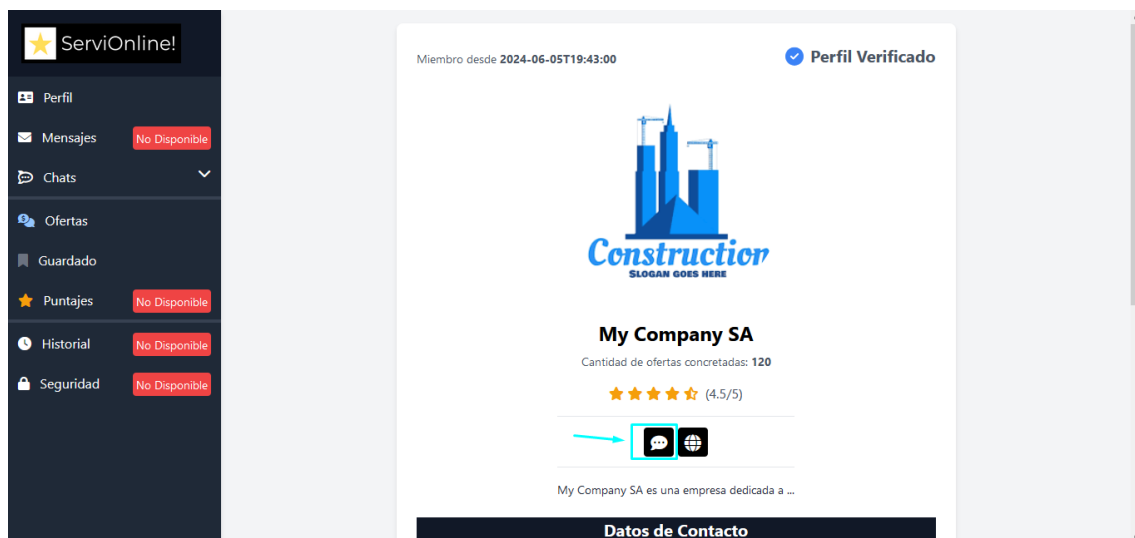 ServiOnline!
Perfil
Mensajes No Disponible
Chats
Ofertas
Guardado
Puntajes No Disponible
Historial No Disponible
Seguridad No Disponible
Miembro desde 2024-06-05T19:43:00
Perfil Verificado
Construction
SLOGAN GOES HERE
My Company SA
Cantidad de ofertas concretadas: 120
(4.5/5)
My Company SA es una empresa dedicada a ...
Datos de Contacto